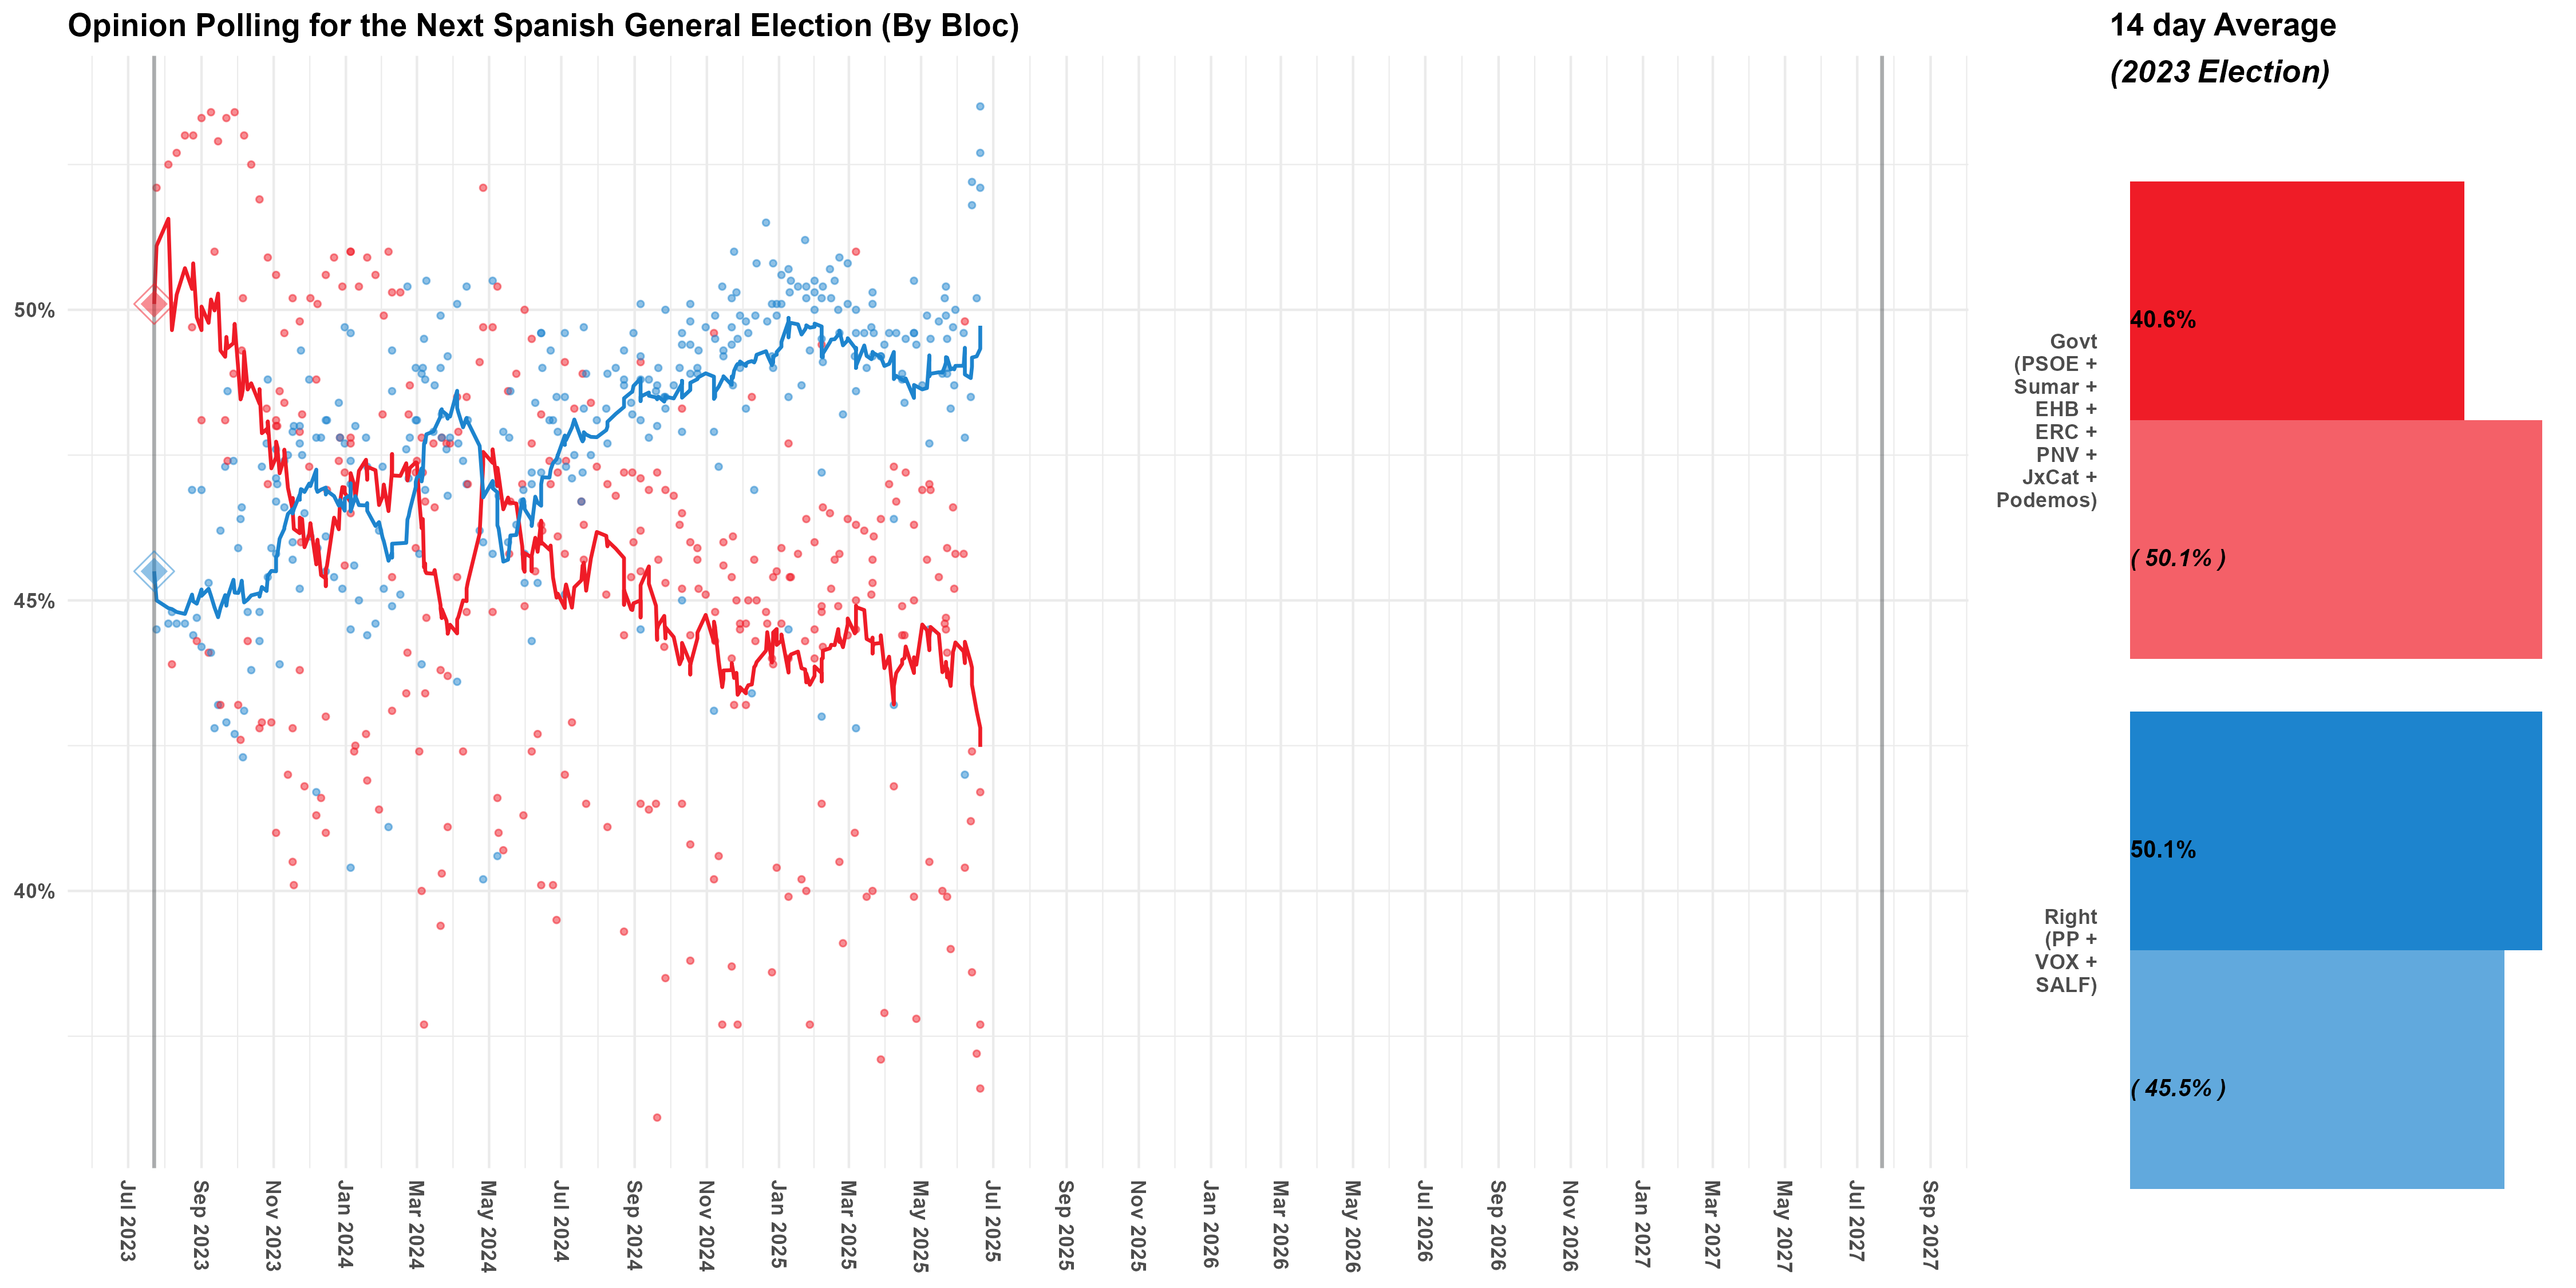 Opinion Polling for the Next Spanish General Election (By Bloc)
14 day Average
(2023 Election)
50%
45%
40%
Jul 2023
Sep 2023
Nov 2023
Jan 2024
Mar 2024
May 2024
Jul 2024
Sep 2024
Nov 2024
Jan 2025
Mar 2025
May 2025
Jul 2025
Sep 2025
Nov 2025
Jan 2026
Mar 2026
May 2026
Jul 2026
Sep 2026
Nov 2026
Jan 2027
Mar 2027
May 2027
Jul 2027
Sep 2027
Govt
(PSOE +
Sumar +
EHB +
ERC +
PNV +
JxCat +
Podemos)
40.6%
( 50.1% )
Right
(PP +
VOX +
SALF)
50.1%
( 45.5% )